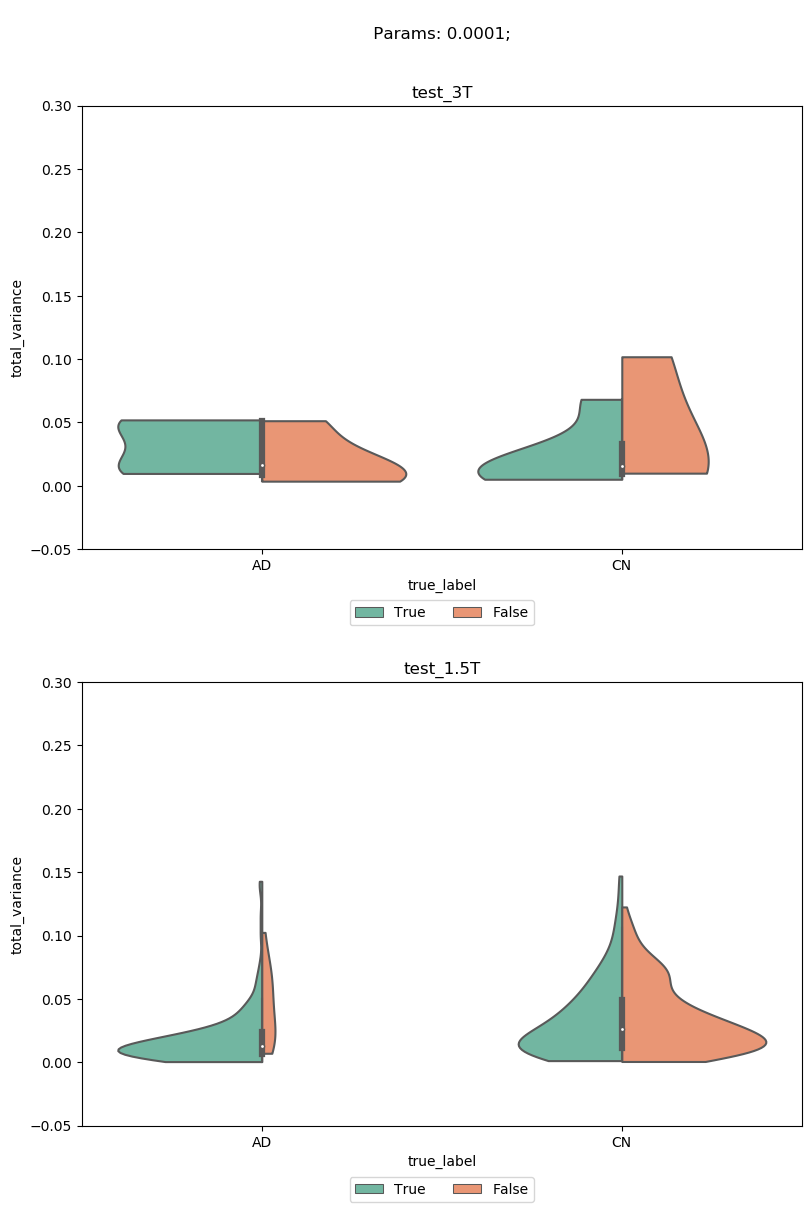 Params: 0.0001;
test_3T
0.30
0.25
0.20
0.15
0.10
0.05
0.00
−0.05
total_variance
AD CN
true_label
True False
test_1.5T
0.30
0.25
0.20
0.15
0.10
0.05
0.00
−0.05
total_variance
AD CN
true_label
True False